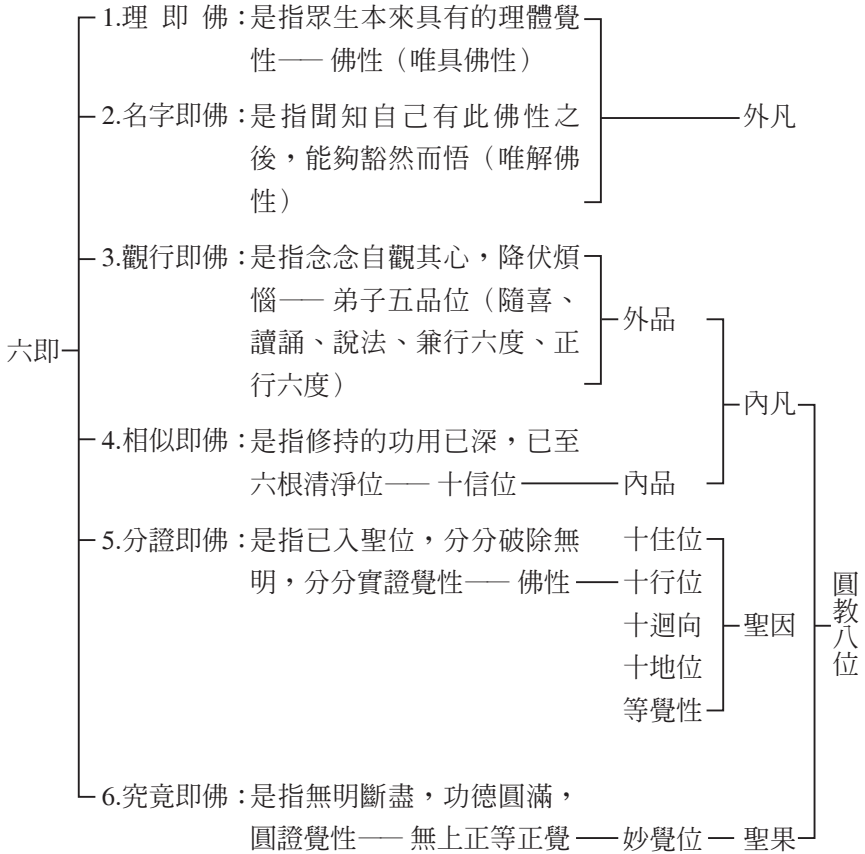 1.理即佛：是指眾生本來具有的理體覺
性——佛性（唯具佛性）
2.名字即佛：是指聞知自己有此佛性之 外凡
後，能夠豁然而悟（唯解佛
性）
3.觀行即佛：是指念念自觀其心，降伏煩
惱——弟子五品位（隨喜、 外品
六即 讀誦、說法、兼行六度、正
行六度）
內凡
4.相似即佛：是指修持的功用已深，已至
六根清淨位——十信位 內品
5.分證即佛：是指已入聖位，分分破除無 十住位
明，分分實證覺性——佛性 十行位
十迴向 聖因
十地位
等覺性
圓教八位
6.究竟即佛：是指無明斷盡，功德圓滿，
圓證覺性——無上正等正覺 妙覺位 聖果